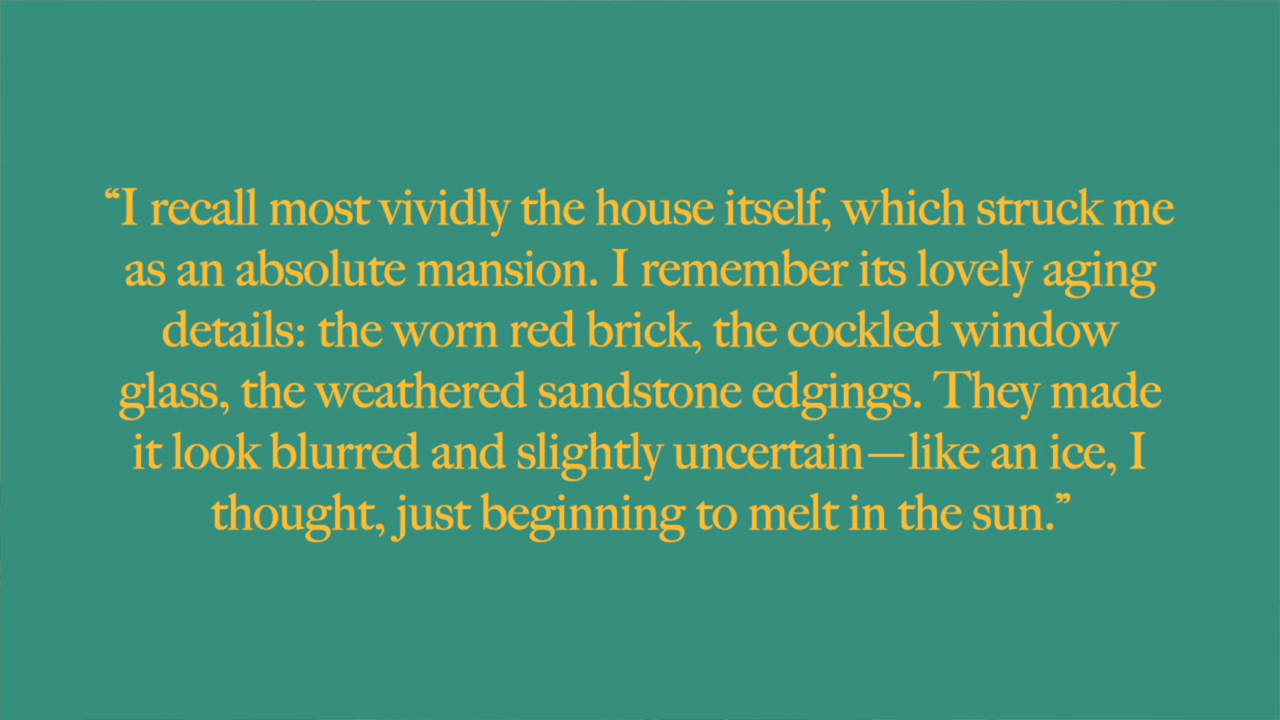 “I recall most vividly the house itself, which struck me
as an absolute mansion. I remember its lovely aging
details: the worn red brick, the cockled window
glass, the weathered sandstone edgings. They made
it look blurred and slightly uncertain—like an ice, I
thought, just beginning to melt in the sun.”